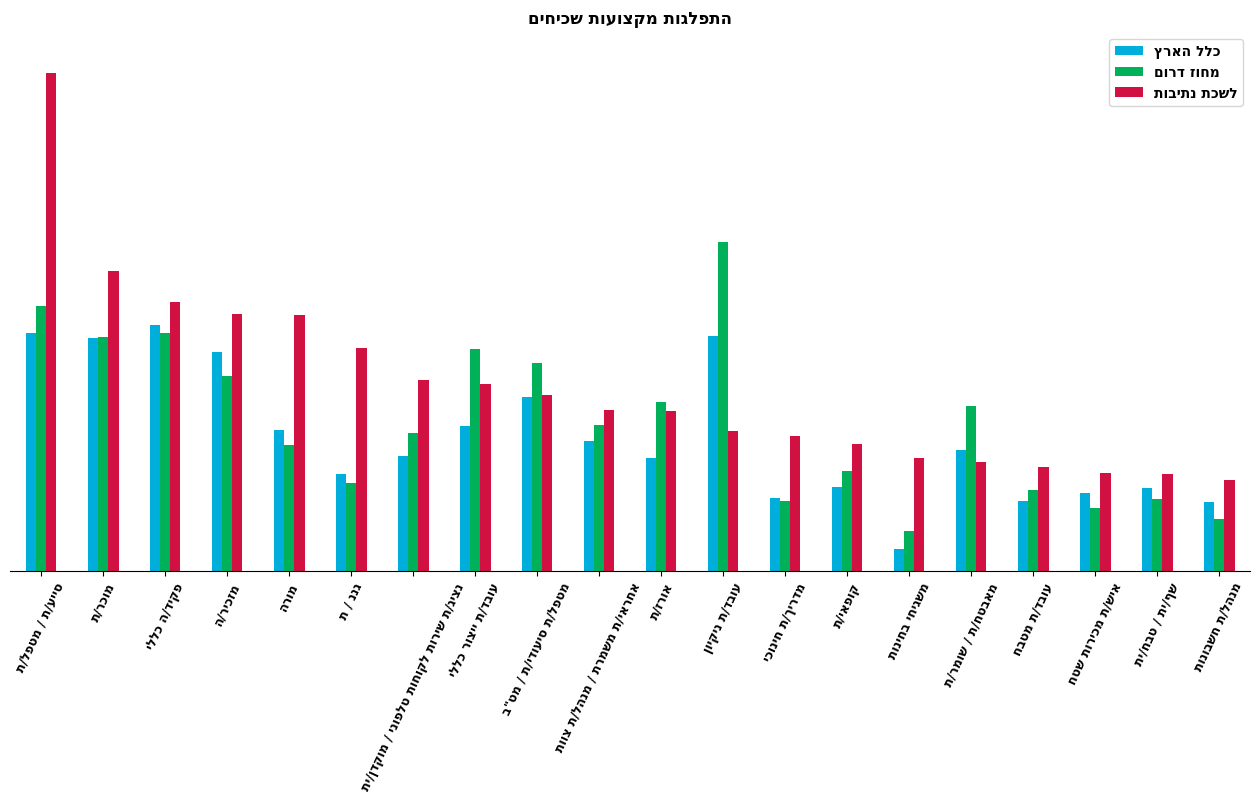 התפלגות מקצועות שכיחים
כלל הארץ
מחוז דרום
לשכת נתיבות
סייע/ת / מטפל/ת
מוכר/ת
פקיד/ה כללי
מזכיר/ה
מורה
גנג / ת
נציג/ת שירות לקוחות טלפוני / מוקדן/ית
עובד/ת ייצור כללי
מטפל/ת סיעודי/ת / מט"ב
אחראי/ת משמרת / מנהל/ת צוות
אורז/ת
עובד/ת ניקיון
מדריך/ת חינוכי
קופאי/ת
משגיחי בחינות
מאבטח/ת / שומר/ת
עובד/ת מטבח
איש/ת מכירות שטח
שף/ית / טבח/ית
מנהל/ת חשבונות